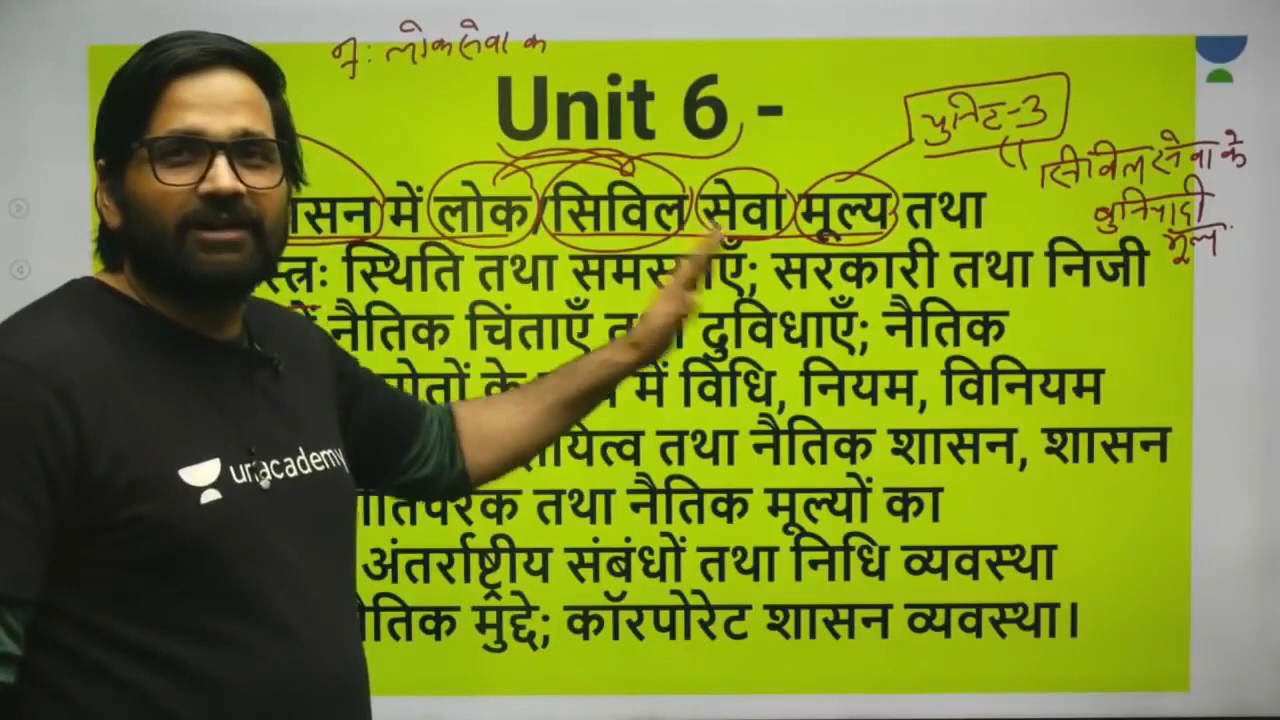 लोकसेवा क
Unit 6 -
यूनिट-3
सिविल सेवा के
बुनियादी
मूल्य
सन में लोक सिविल सेवा मूल्य तथा
स्त्रः स्थिति तथा सरकारी तथा निजी
नैतिक चिंताएँ दुविधाएँ; नैतिक
में विधि, नियम, विनियम
तथा नैतिक शासन, शासन
तथा नैतिक मूल्यों का
अंतर्राष्ट्रीय संबंधों तथा निधि व्यवस्था
मुद्दे; कॉरपोरेट शासन व्यवस्था।
unacademy